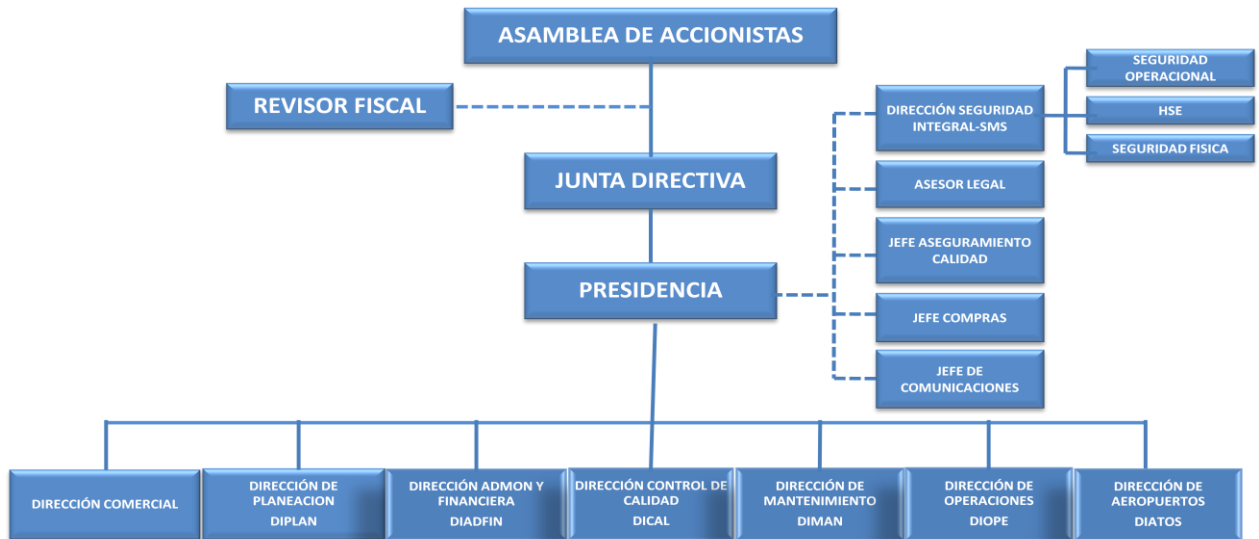 ASAMBLEA DE ACCIONISTAS
REVISOR FISCAL
JUNTA DIRECTIVA
PRESIDENCIA
DIRECCIÓN SEGURIDAD
INTEGRAL-SMS
SEGURIDAD
OPERACIONAL
HSE
SEGURIDAD FISICA
ASESOR LEGAL
JEFE ASEGURAMIENTO
CALIDAD
JEFE COMPRAS
JEFE DE
COMUNICACIONES
DIRECCIÓN COMERCIAL
DIRECCIÓN DE
PLANEACION
DIPLAN
DIRECCIÓN ADMON Y
FINANCIERA
DIADFIN
DIRECCIÓN CONTROL DE
CALIDAD
DICAL
DIRECCIÓN DE
MANTENIMIENTO
DIMAN
DIRECCIÓN DE
OPERACIONES
DIOPE
DIRECCIÓN DE
AEROPUERTOS
DIATOS